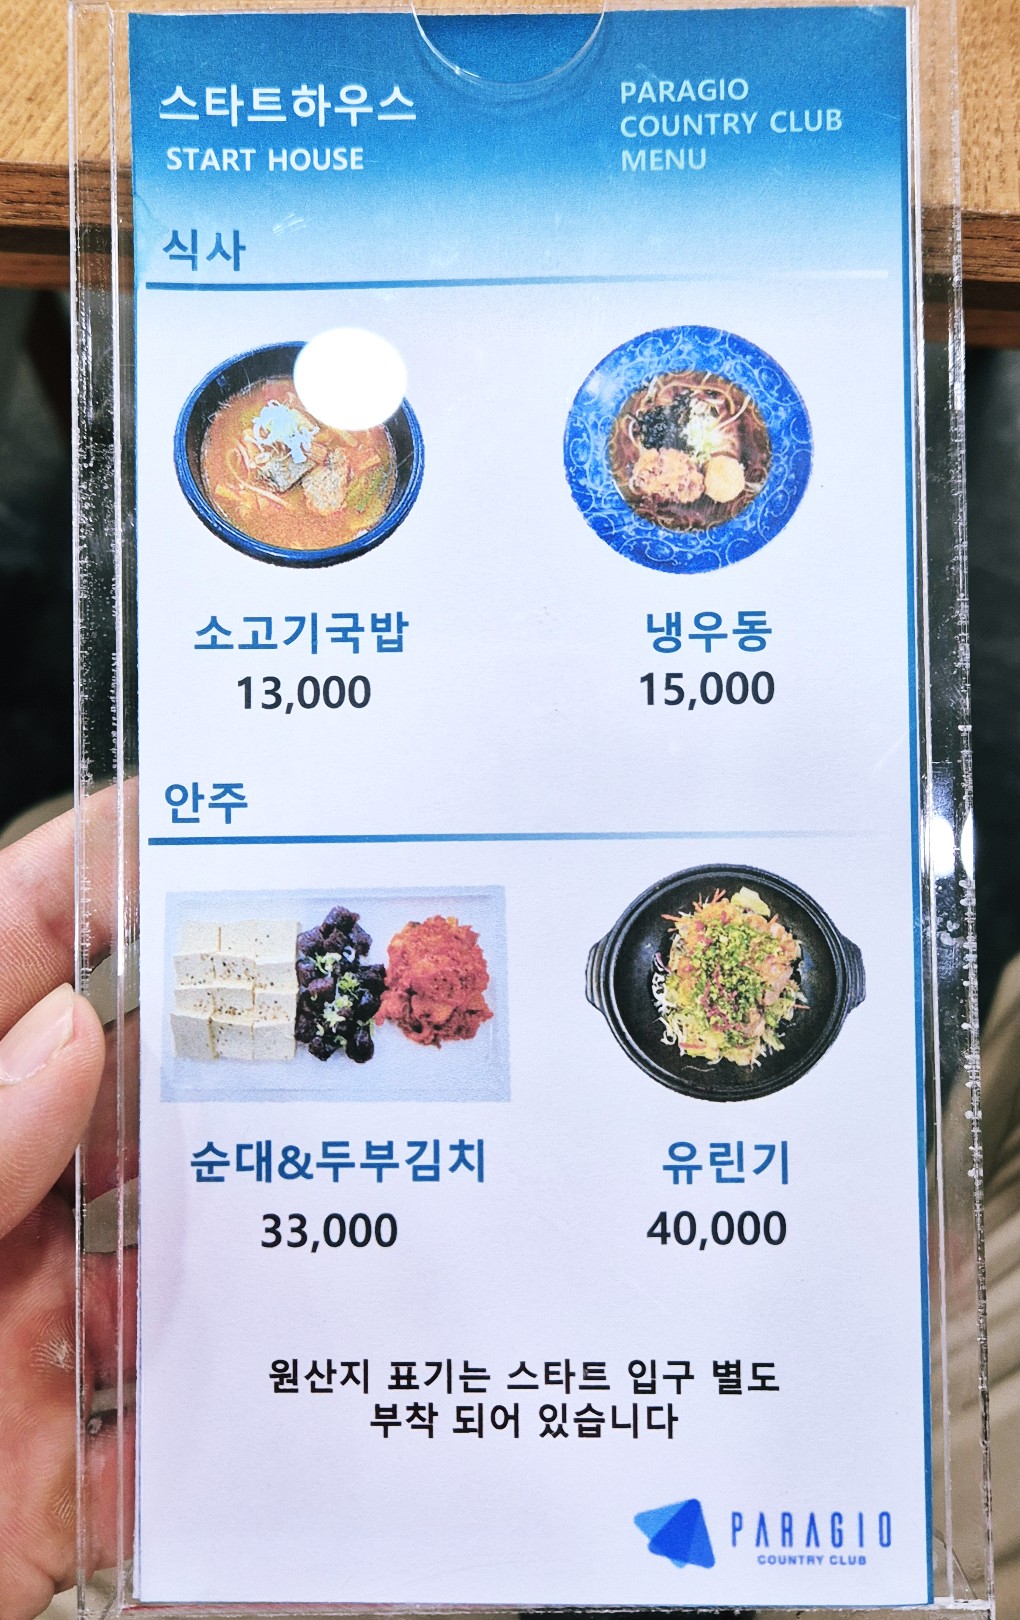 스타트하우스
START HOUSE
PARAGIO
COUNTRY CLUB
MENU
식사
소고기국밥
13,000
냉우동
15,000
안주
순대&두부김치
33,000
유린기
40,000
원산지 표기는 스타트 입구 별도
부착 되어 있습니다
PARAGIO
COUNTRY CLUB